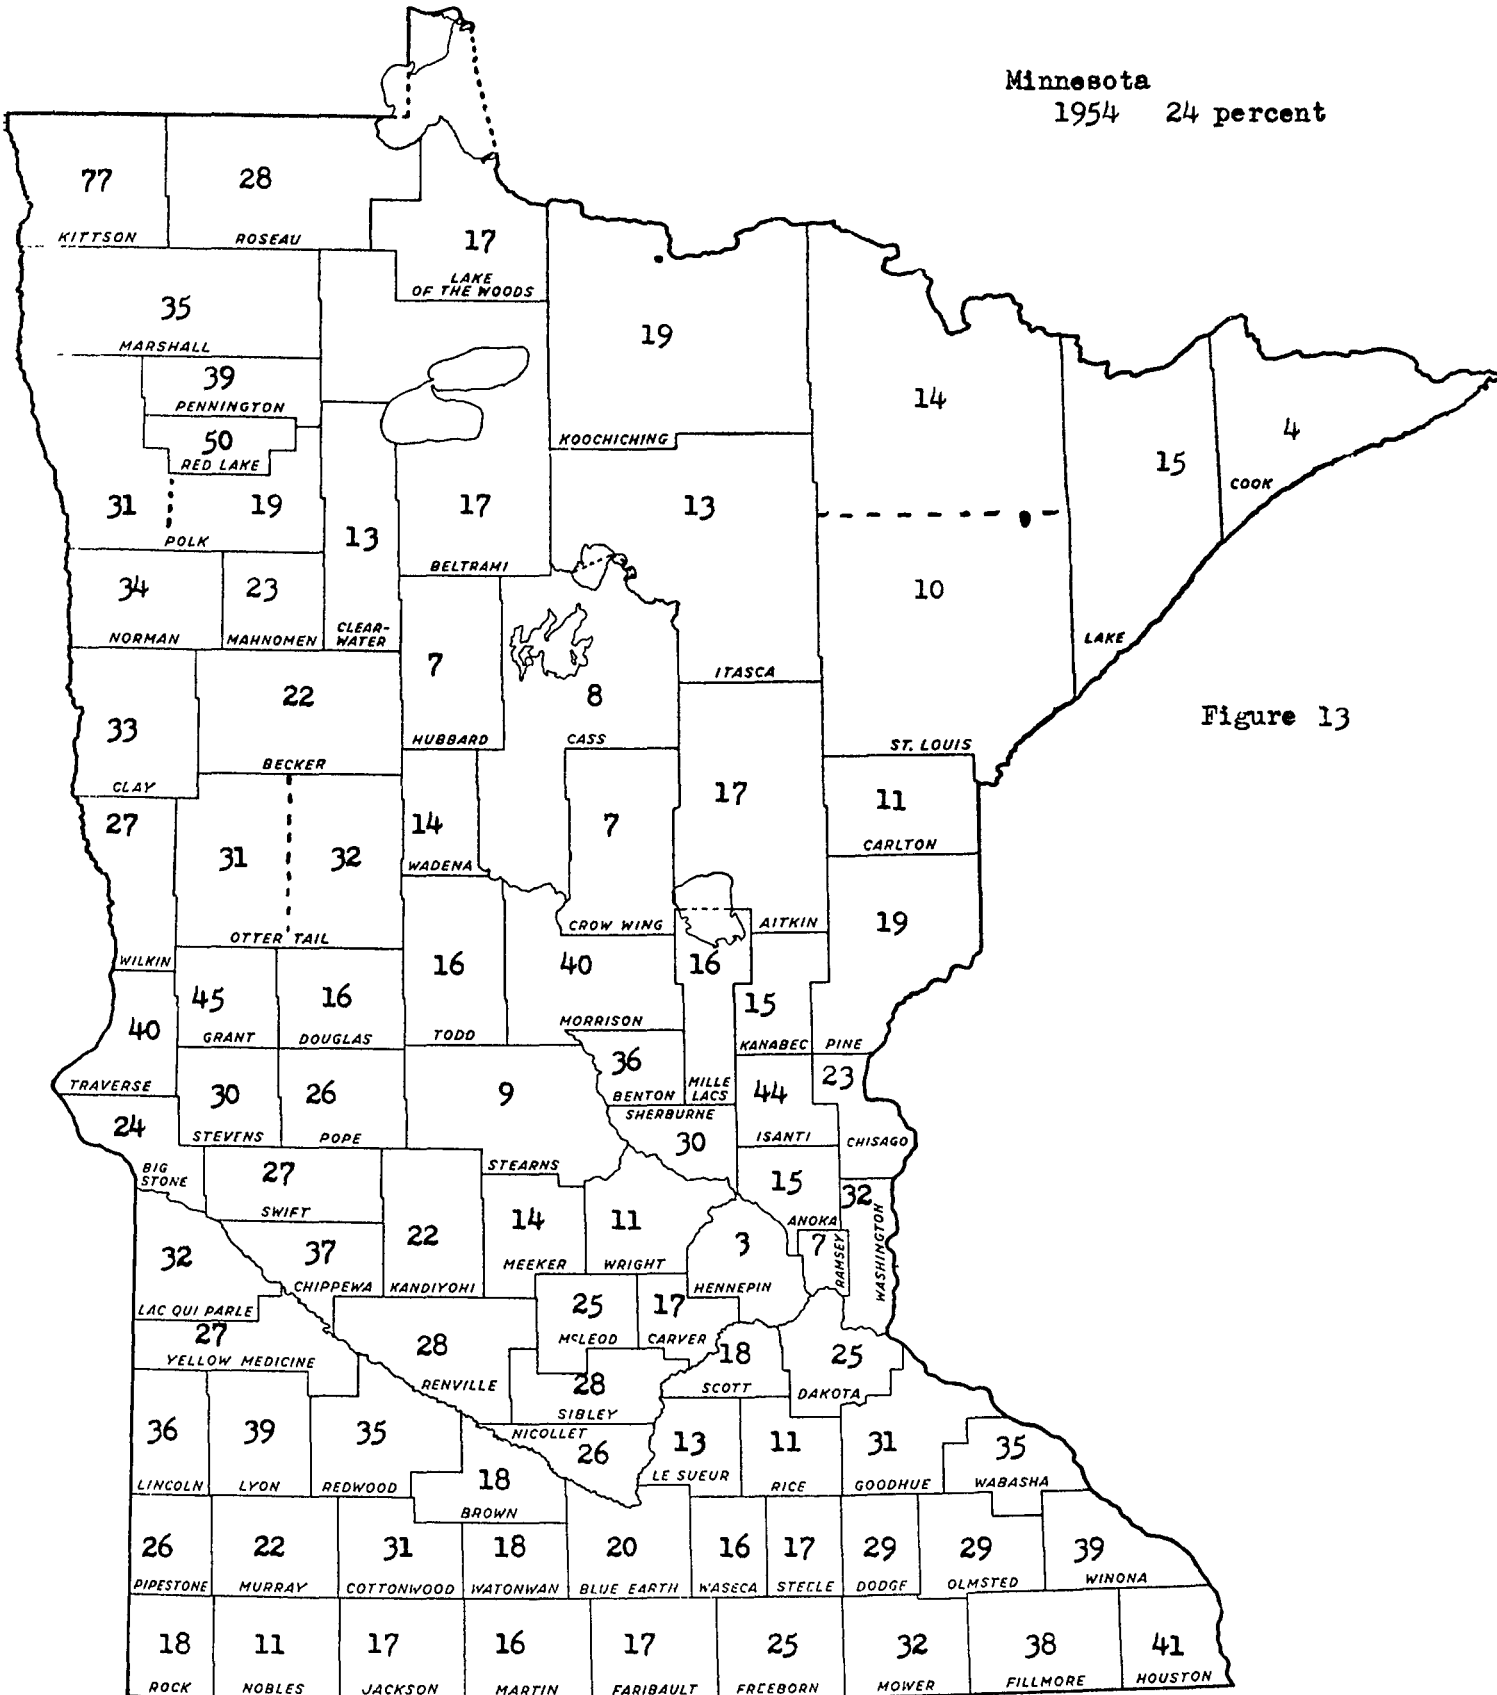 Minnesota
1954 24 percent
77 28
KITTSON ROSEAU
17
LAKE
OF THE WOODS
35
MARSHALL
19
KOOCHICHING
39
PENNINGTON
50
RED LAKE
14
15
LAKE
4
COOK
31 19
POLK
13
CLEAR-
WATER
17
BELTRAMI
13
ITASCA
10
ST. LOUIS
34 23
NORMAN MAHNOMEN
7
HUBBARD
8
CASS
Figure 13
33
CLAY
22
BECKER
27
WILKIN
31 32
OTTER TAIL
14
WADENA
7
CROW WING
17
AITKIN
11
CARLTON
19
PINE
40
TRAVERSE
45
GRANT
16
DOUGLAS
16
TODD
40
MORRISON
16
MILLE
LACS
15
KANABEC
24
BIG
STONE
30
STEVENS
26
POPE
9
STEARNS
36
BENTON
SHERBURNE
30
44
ISANTI
23
CHISAGO
27
SWIFT
22
KANDIYOHI
14
MEEKER
11
WRIGHT
15
ANOKA
32
WASHINGTON
32
LAC QUI PARLE
37
CHIPPEWA
3
HENNEPIN
7
RAMSEY
27
YELLOW MEDICINE
28
RENVILLE
25
McLEOD
17
CARVER
18
SCOTT
25
DAKOTA
28
SIBLEY
36
LINCOLN
39
LYON
35
REDWOOD
18
BROWN
NICOLLET
26
13
LE SUEUR
11
RICE
31
GOODHUE
35
WABASHA
26 22 31 18 20 16 17 29 29 39
PIPESTONE MURRAY COTTONWOOD WATONWAN BLUE EARTH WASECA STEELE DODGE OLMSTED WINONA
18 11 17 16 17 25 32 38 41
ROCK NOBLES JACKSON MARTIN FARIBAULT FREEBORN MOWER FILLMORE HOUSTON